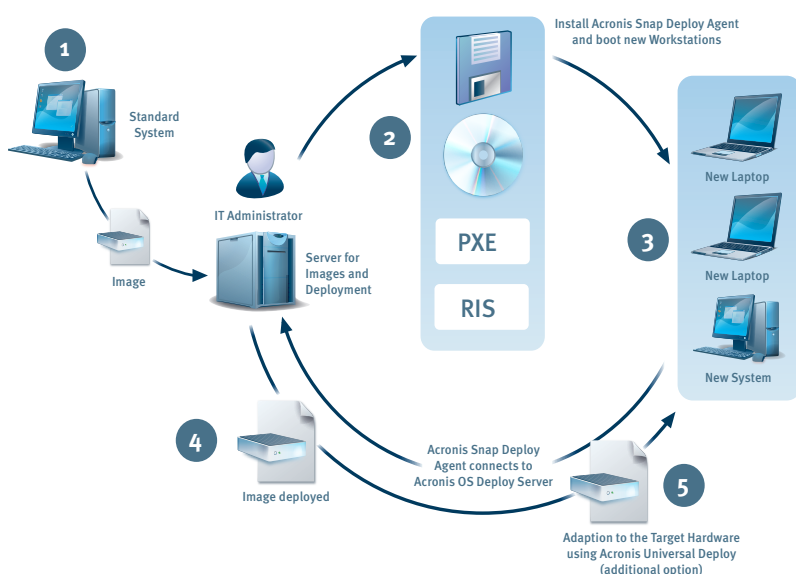 1
Standard
System
Image
IT Administrator
Server for
Images and
Deployment
2
PXE
RIS
Install Acronis Snap Deploy Agent
and boot new Workstations
3
New Laptop
New Laptop
New System
Acronis Snap Deploy
Agent connects to
Acronis OS Deploy Server
4
Image deployed
5
Adaption to the Target Hardware
using Acronis Universal Deploy
(additional option)